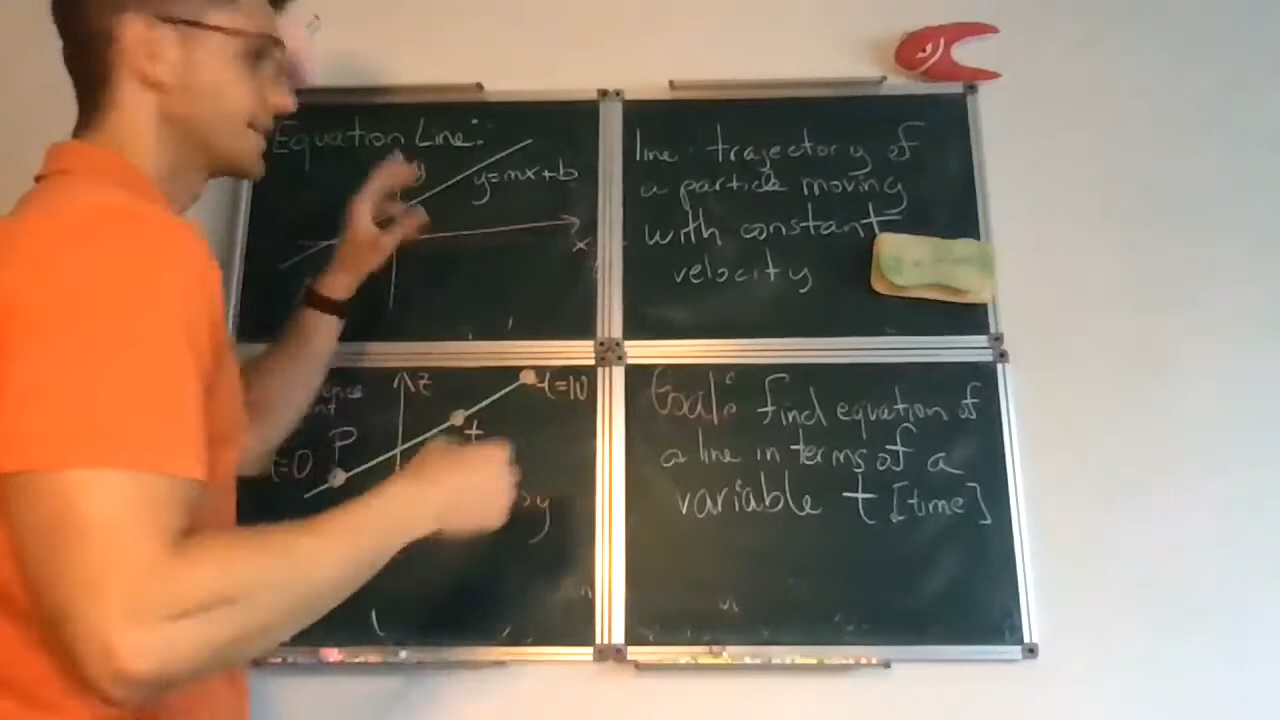 Equation Line:
y
y=mx+b
x
line trajectory of
a particle moving
with constant
velocity
z
t=10
P
t
t=0
y
Goal: find equation of
a line in terms of a
variable t [time]